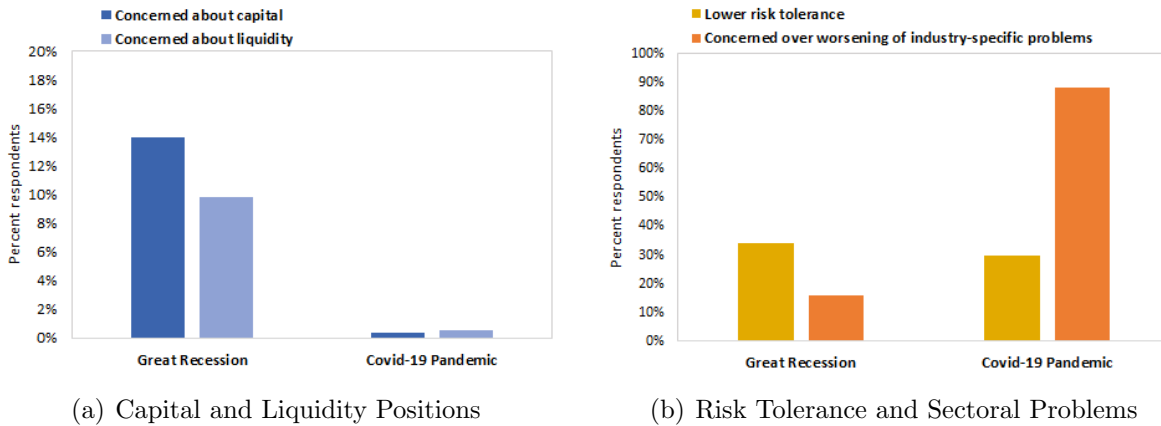 Concerned about capital
Concerned about liquidity
20%
18%
16%
14%
12%
10%
8%
6%
4%
2%
0%
Percent respondents
Great Recession
Covid-19 Pandemic
(a) Capital and Liquidity Positions
Lower risk tolerance
Concerned over worsening of industry-specific problems
100%
90%
80%
70%
60%
50%
40%
30%
20%
10%
0%
Percent respondents
Great Recession
Covid-19 Pandemic
(b) Risk Tolerance and Sectoral Problems